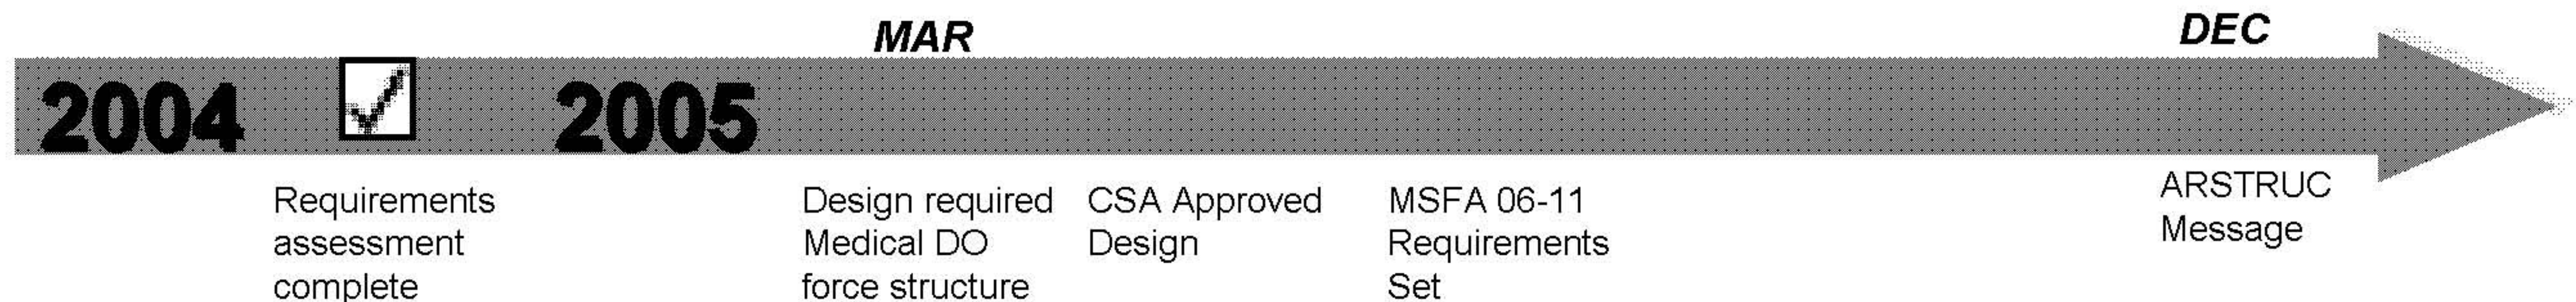 MAR
DEC
2004
2005
Requirements
assessment
complete
Design required
Medical DO
force structure
CSA Approved
Design
MSFA 06-11
Requirements
Set
ARSTRUC
Message